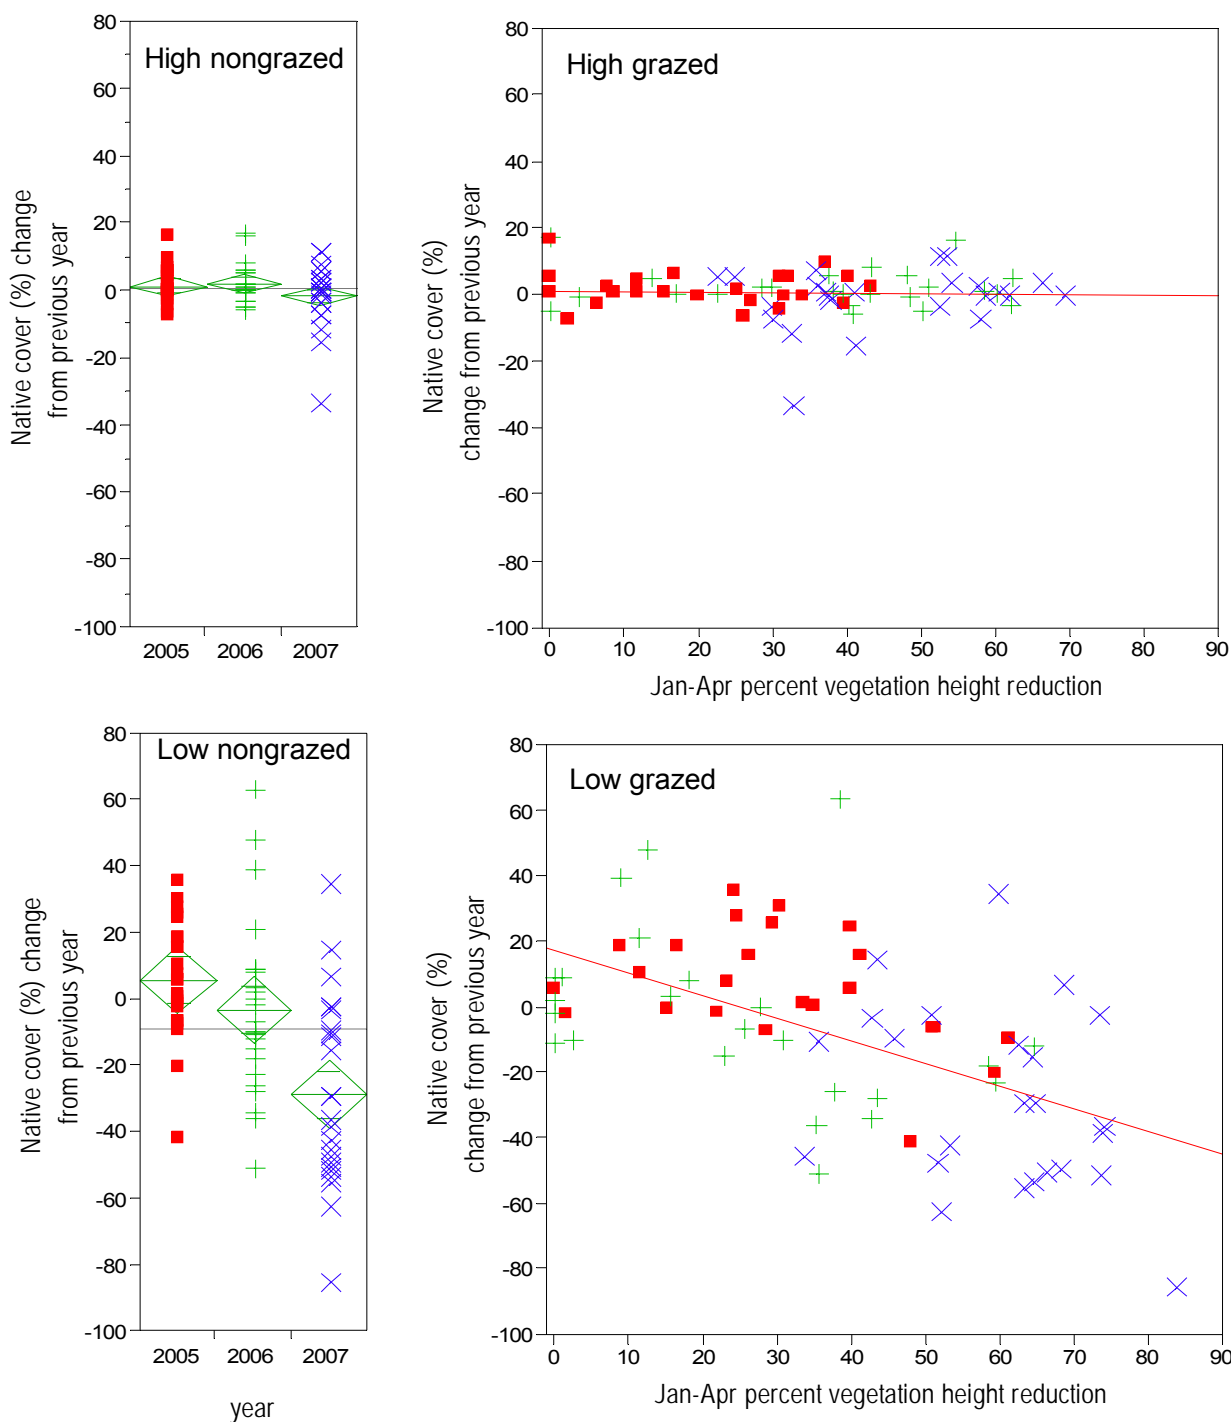 High nongrazed
Native cover (%) change
from previous year
80
60
40
20
0
-20
-40
-60
-80
-100
2005 2006 2007
High grazed
Native cover (%)
change from previous year
80
60
40
20
0
-20
-40
-60
-80
-100
0 10 20 30 40 50 60 70 80 90
Jan-Apr percent vegetation height reduction
Low nongrazed
Native cover (%) change
from previous year
80
60
40
20
0
-20
-40
-60
-80
-100
2005 2006 2007
year
Low grazed
Native cover (%)
change from previous year
80
60
40
20
0
-20
-40
-60
-80
-100
0 10 20 30 40 50 60 70 80 90
Jan-Apr percent vegetation height reduction